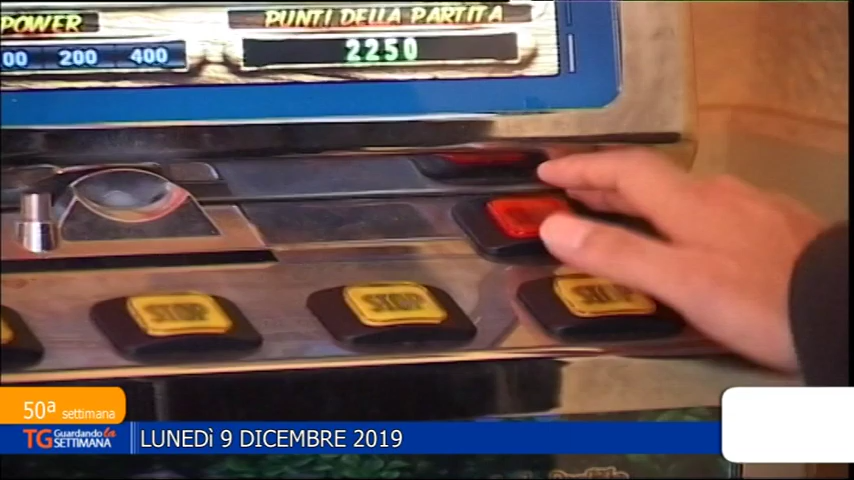 POWER
PUNTI DELLA PARTITA
00 200 400
2250
STOP STOP STOP
50ª settimana
TG Guardando la SETTIMANA
LUNEDÌ 9 DICEMBRE 2019